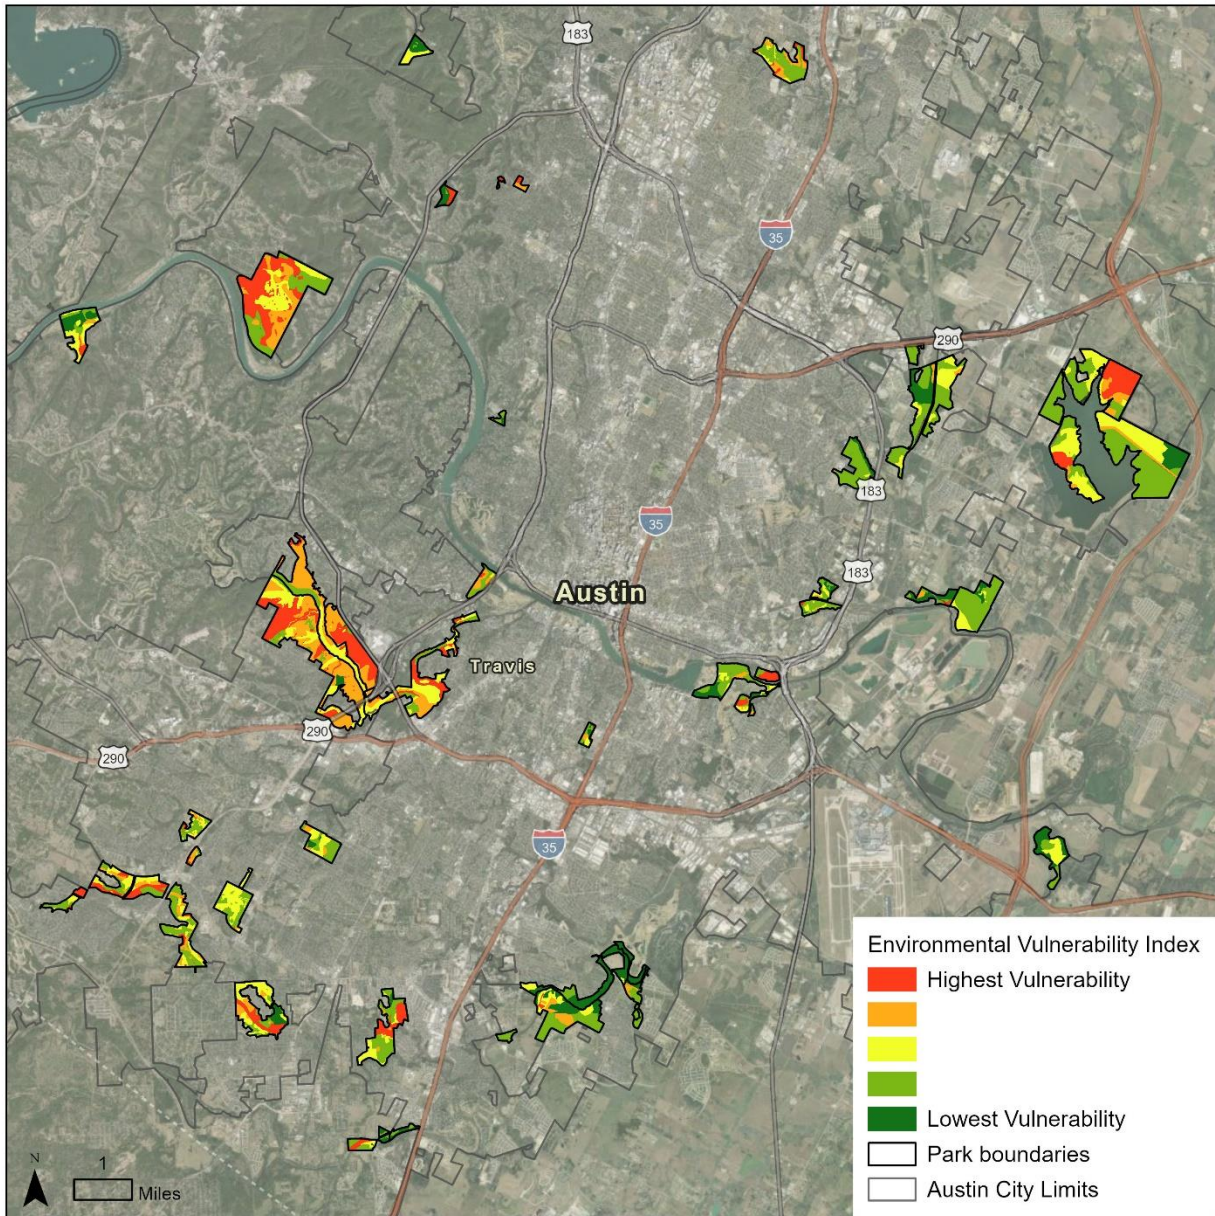 183
35
290
183
35
Austin
183
Travis
290
290
35
Environmental Vulnerability Index
Highest Vulnerability
Lowest Vulnerability
Park boundaries
Austin City Limits
N
1
Miles